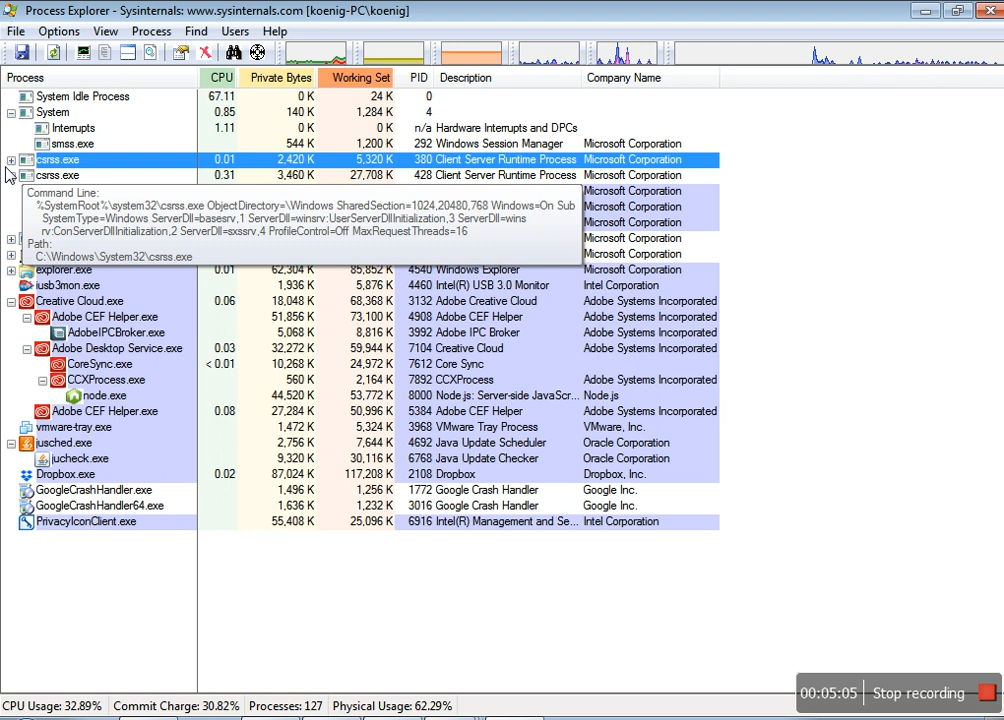 Process Explorer - Sysinternals: www.sysinternals.com [koenig-PC\koenig]
File Options View Process Find Users Help
Process CPU Private Bytes Working Set PID Description Company Name
System Idle Process 67.11 0 K 24 K 0
System 0.85 140 K 1,284 K 4
Interrupts 1.11 0 K 0 K n/a Hardware Interrupts and DPCs
smss.exe 544 K 1,200 K 292 Windows Session Manager Microsoft Corporation
csrss.exe 0.01 2,420 K 5,320 K 380 Client Server Runtime Process Microsoft Corporation
csrss.exe 0.31 3,460 K 27,708 K 428 Client Server Runtime Process Microsoft Corporation
Command Line: Microsoft Corporation
%SystemRoot%\system32\csrss.exe ObjectDirectory=\Windows SharedSection=1024,20480,768 Windows=On Sub Microsoft Corporation
SystemType=Windows ServerDll=basesrv,1 ServerDll=winsrv:UserServerDllInitialization,3 ServerDll=wins Microsoft Corporation
rv:ConServerDllInitialization,2 ServerDll=sxssrv,4 ProfileControl=Off MaxRequestThreads=16 Microsoft Corporation
Path:
C:\Windows\System32\csrss.exe Microsoft Corporation
explorer.exe 0.01 62,304 K 85,852 K 4540 Windows Explorer Microsoft Corporation
iusb3mon.exe 1,936 K 5,876 K 4460 Intel(R) USB 3.0 Monitor Intel Corporation
Creative Cloud.exe 0.06 18,048 K 68,368 K 3132 Adobe Creative Cloud Adobe Systems Incorporated
Adobe CEF Helper.exe 51,856 K 73,100 K 4908 Adobe CEF Helper Adobe Systems Incorporated
AdobeIPCBroker.exe 5,068 K 8,816 K 3992 Adobe IPC Broker Adobe Systems Incorporated
Adobe Desktop Service.exe 0.03 32,272 K 59,944 K 7104 Creative Cloud Adobe Systems Incorporated
CoreSync.exe < 0.01 10,268 K 24,972 K 7612 Core Sync
CCXProcess.exe 560 K 2,164 K 7892 CCXProcess Adobe Systems Incorporated
node.exe 44,520 K 53,772 K 8000 Node.js: Server-side JavaScr... Node.js
Adobe CEF Helper.exe 0.08 27,284 K 50,996 K 5384 Adobe CEF Helper Adobe Systems Incorporated
vmware-tray.exe 1,472 K 5,324 K 3968 VMware Tray Process VMware, Inc.
jusched.exe 2,756 K 7,644 K 4692 Java Update Scheduler Oracle Corporation
jucheck.exe 9,320 K 30,116 K 6768 Java Update Checker Oracle Corporation
Dropbox.exe 0.02 87,024 K 117,208 K 2108 Dropbox Dropbox, Inc.
GoogleCrashHandler.exe 1,496 K 1,256 K 1772 Google Crash Handler Google Inc.
GoogleCrashHandler64.exe 1,636 K 1,232 K 3016 Google Crash Handler Google Inc.
PrivacyIconClient.exe 55,408 K 25,096 K 6916 Intel(R) Management and Se... Intel Corporation
00:05:05 Stop recording
CPU Usage: 32.89% Commit Charge: 30.82% Processes: 127 Physical Usage: 62.29%